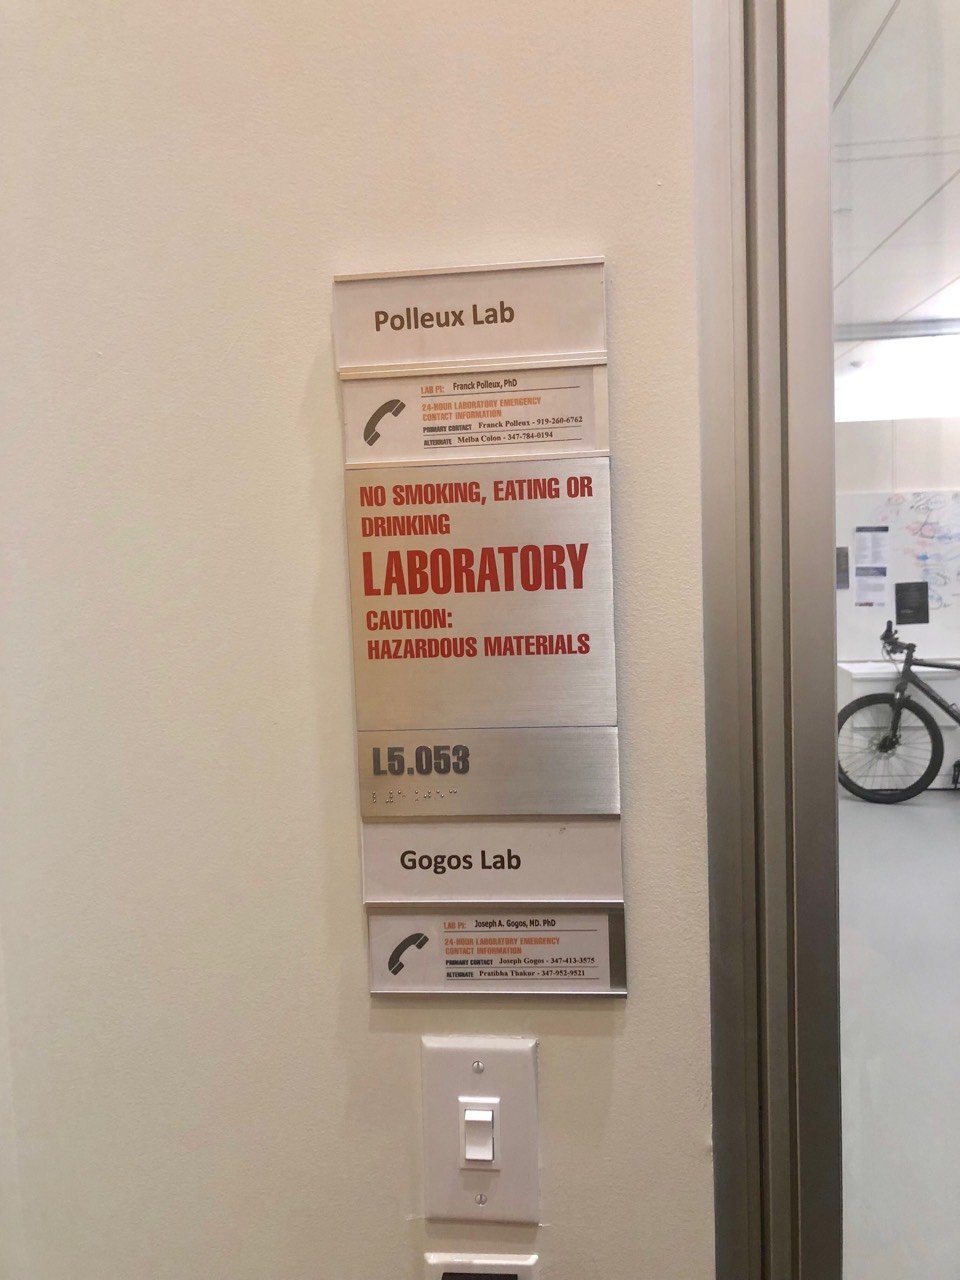 Polleux Lab
LAB PI: Franck Polleux, PhD
24-HOUR LABORATORY EMERGENCY
CONTACT INFORMATION
PRIMARY CONTACT Franck Polleux - 919-260-6762
ALTERNATE Melba Colon - 347-784-0194
NO SMOKING, EATING OR
DRINKING
LABORATORY
CAUTION:
HAZARDOUS MATERIALS
L5.053
Gogos Lab
LAB PI: Joseph A. Gogos, MD. PhD
24-HOUR LABORATORY EMERGENCY
CONTACT INFORMATION
PRIMARY CONTACT Joseph Gogos - 347-413-3575
ALTERNATE Pratibha Thakur - 347-952-9521